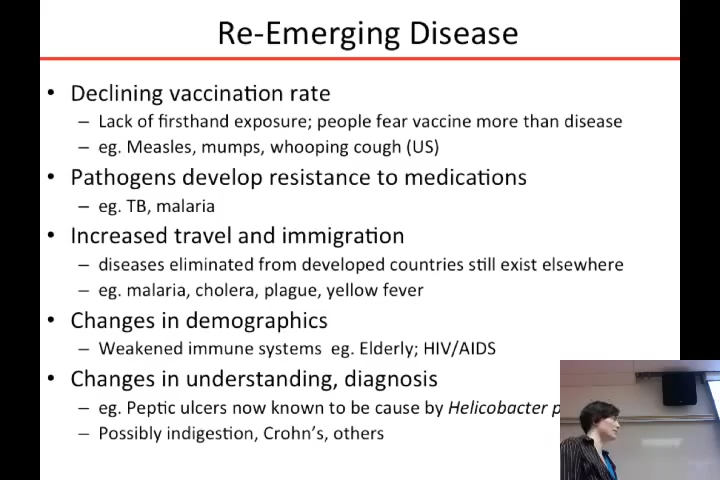 Re-Emerging Disease
• Declining vaccination rate
– Lack of firsthand exposure; people fear vaccine more than disease
– eg. Measles, mumps, whooping cough (US)
• Pathogens develop resistance to medications
– eg. TB, malaria
• Increased travel and immigration
– diseases eliminated from developed countries still exist elsewhere
– eg. malaria, cholera, plague, yellow fever
• Changes in demographics
– Weakened immune systems eg. Elderly; HIV/AIDS
• Changes in understanding, diagnosis
– eg. Peptic ulcers now known to be cause by Helicobacter p
– Possibly indigestion, Crohn's, others